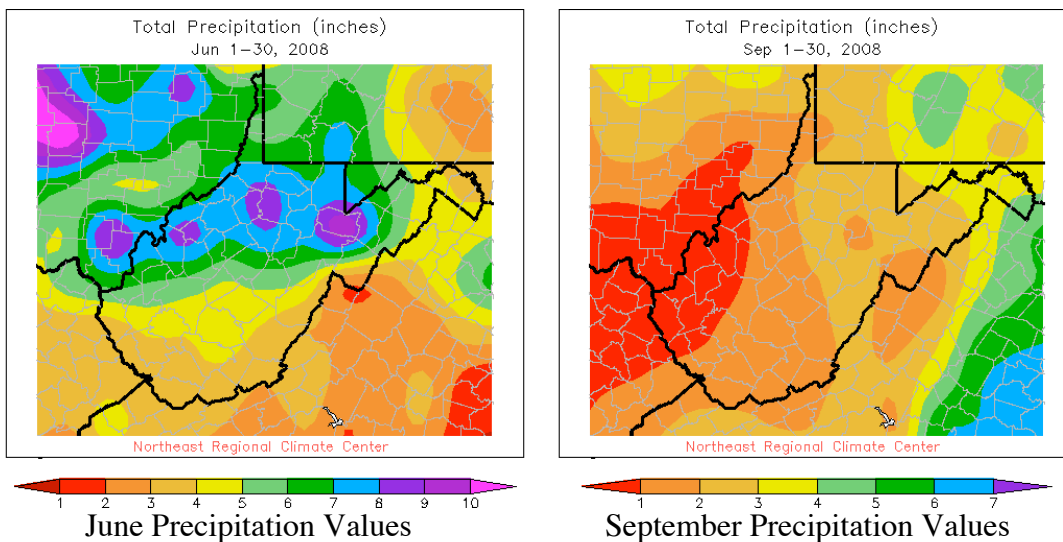 Total Precipitation (inches)
Jun 1-30, 2008
Northeast Regional Climate Center
1 2 3 4 5 6 7 8 9 10
June Precipitation Values
Total Precipitation (inches)
Sep 1-30, 2008
Northeast Regional Climate Center
1 2 3 4 5 6 7
September Precipitation Values